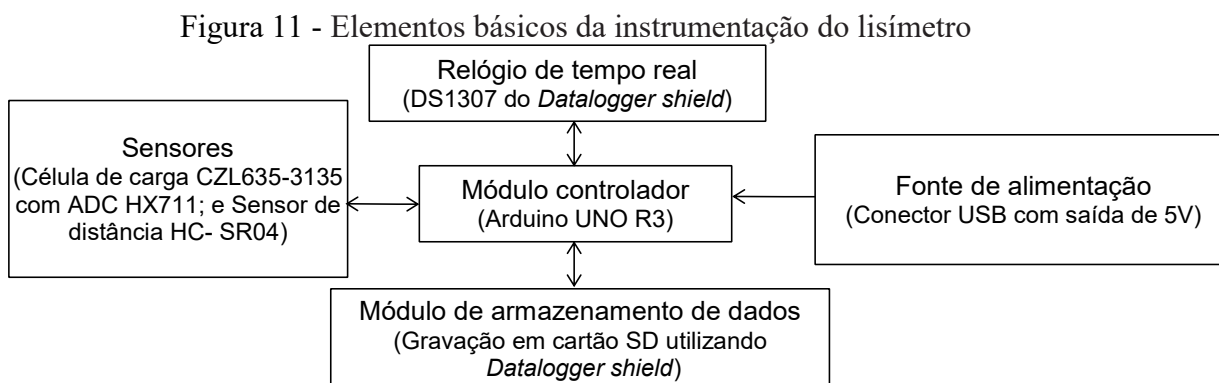 Figura 11 - Elementos básicos da instrumentação do lisímetro
Relógio de tempo real
(DS1307 do Datalogger shield)
Sensores
(Célula de carga CZL635-3135
com ADC HX711; e Sensor de
distância HC- SR04)
Módulo controlador
(Arduino UNO R3)
Fonte de alimentação
(Conector USB com saída de 5V)
Módulo de armazenamento de dados
(Gravação em cartão SD utilizando
Datalogger shield)